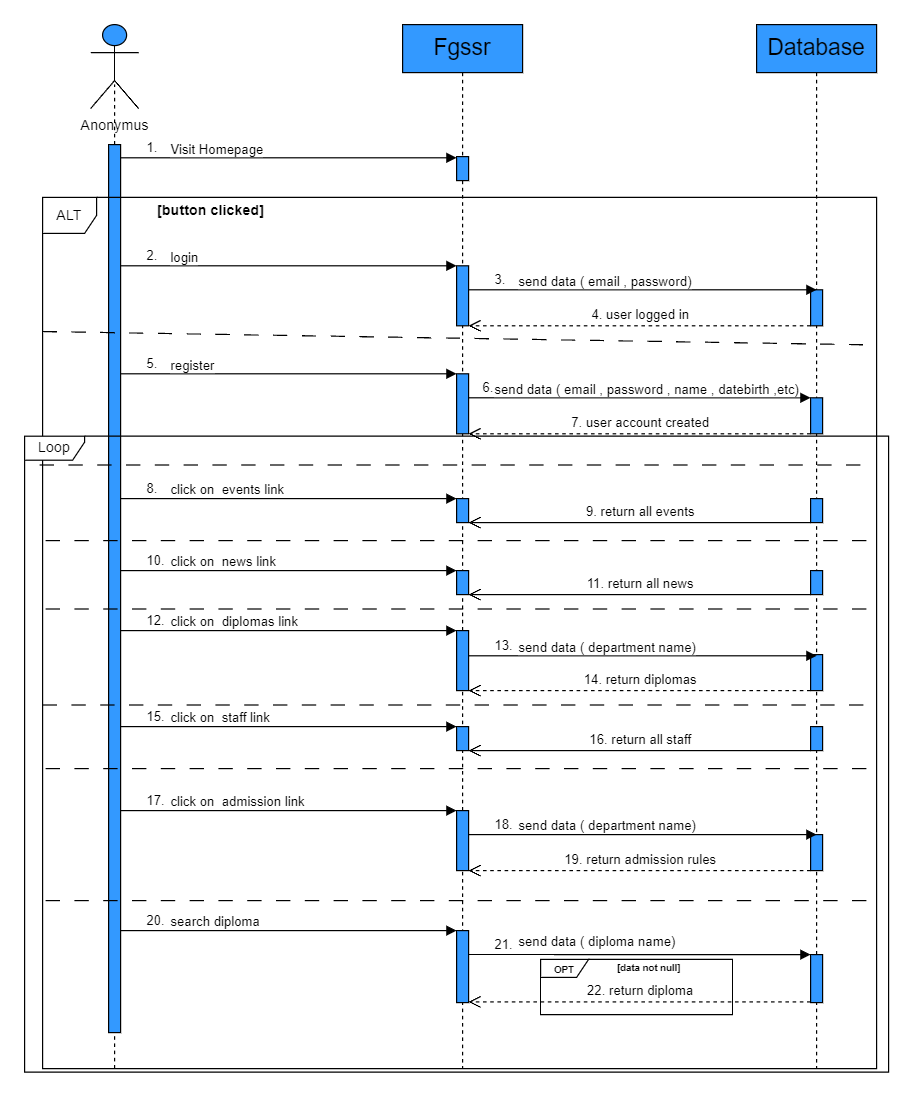 Fgssr
Database
Anonymus
1. Visit Homepage
ALT
[button clicked]
2. login
3. send data ( email , password)
4. user logged in
5. register
6. send data ( email , password , name , datebirth ,etc)
7. user account created
Loop
8. click on events link
9. return all events
10. click on news link
11. return all news
12. click on diplomas link
13. send data ( department name)
14. return diplomas
15. click on staff link
16. return all staff
17. click on admission link
18. send data ( department name)
19. return admission rules
20. search diploma
21. send data ( diploma name)
OPT
[data not null]
22. return diploma